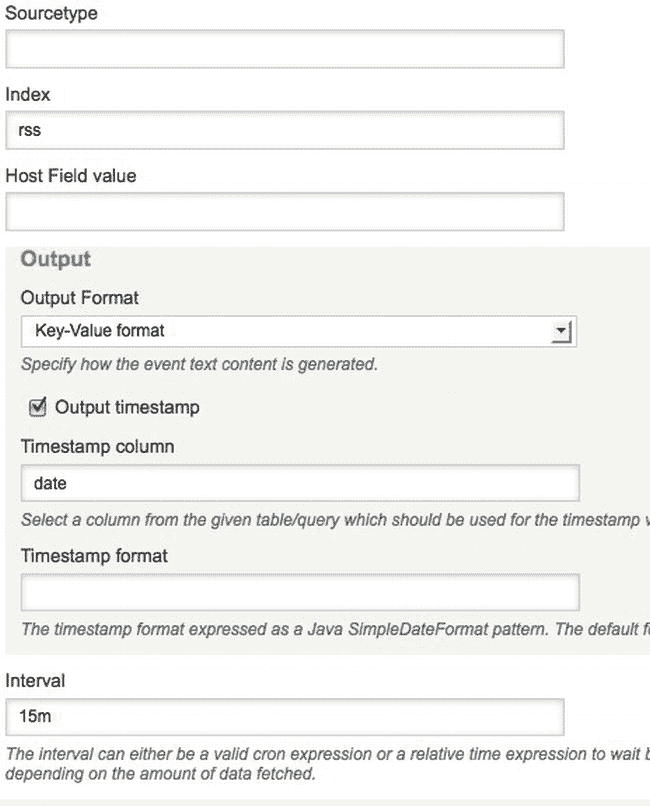 Sourcetype
Index
rss
Host Field value
Output
Output Format
Key-Value format
Specify how the event text content is generated.
Output timestamp
Timestamp column
date
Select a column from the given table/query which should be used for the timestamp
Timestamp format
The timestamp format expressed as a Java SimpleDateFormat pattern. The default
Interval
15m
The interval can either be a valid cron expression or a relative time expression to wait
depending on the amount of data fetched.